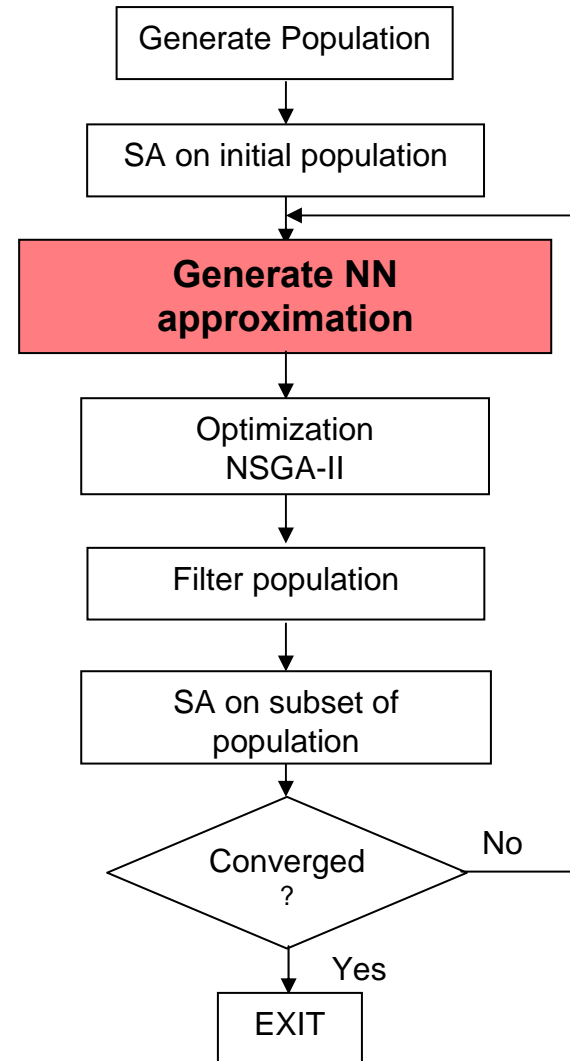 Generate Population
SA on initial population
Generate NN
approximation
Optimization
NSGA-II
Filter population
SA on subset of
population
Converged
?
No
Yes
EXIT